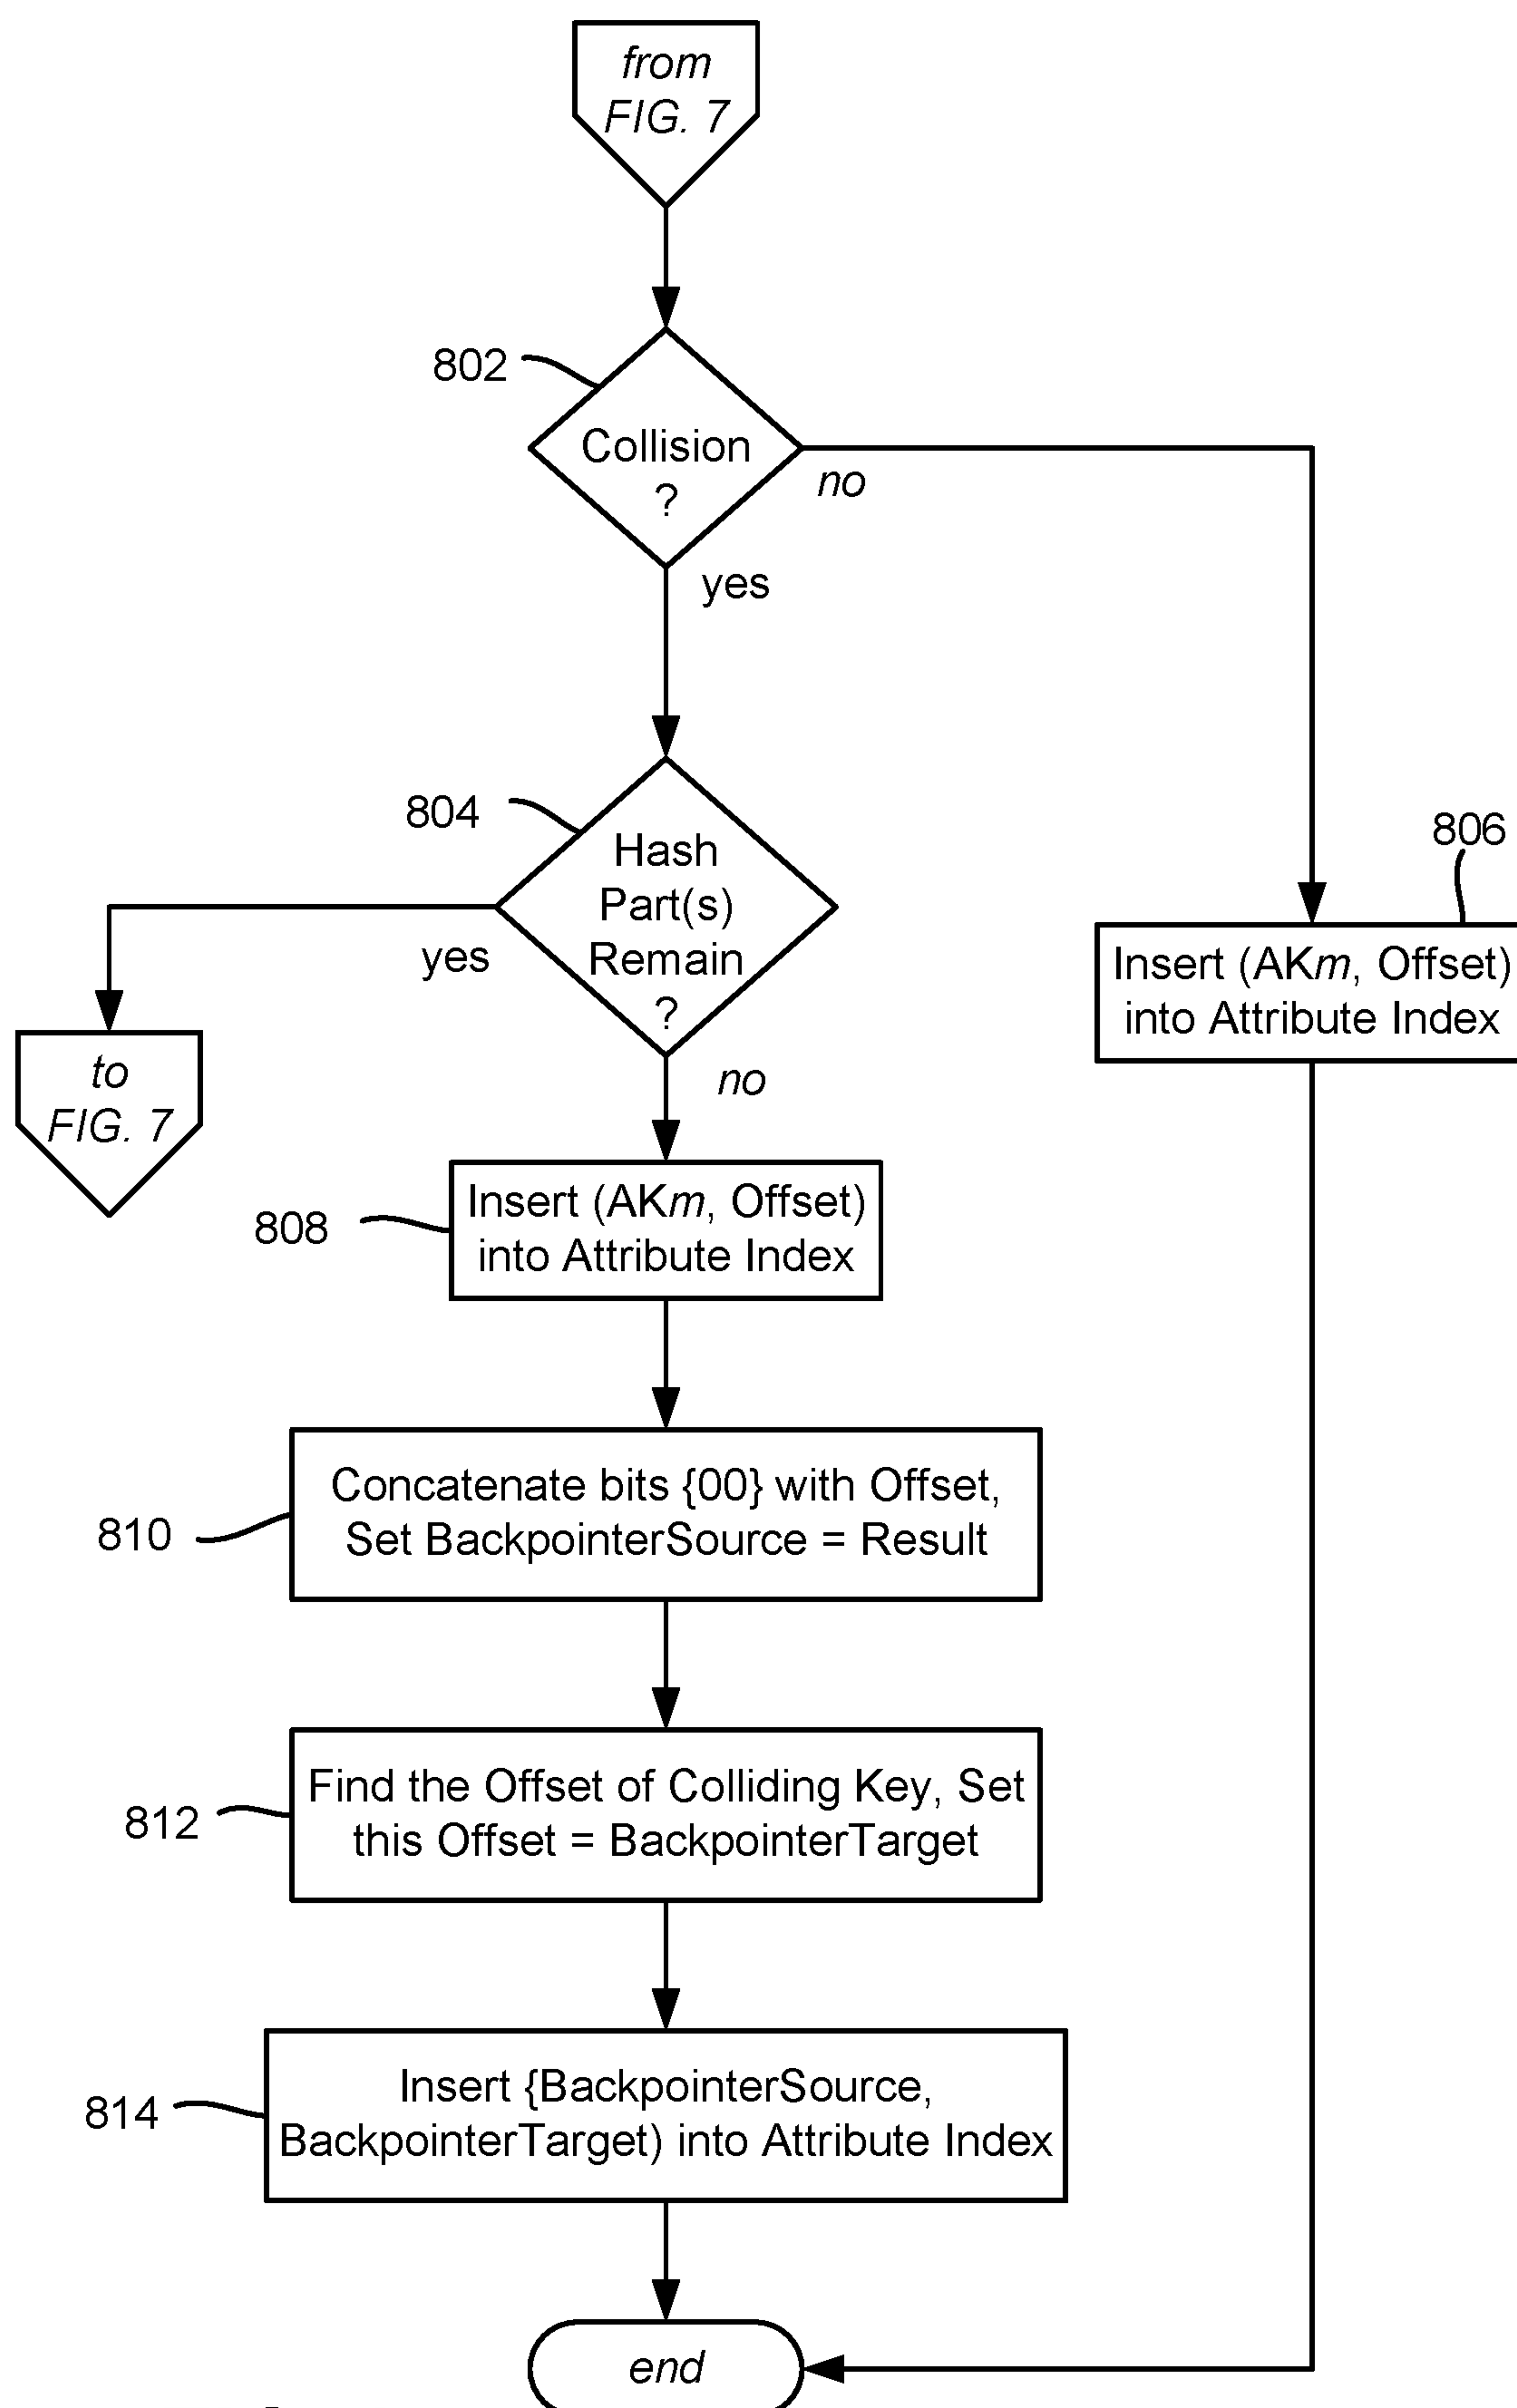 from
FIG. 7
802
Collision
?
no
yes
804
Hash
Part(s)
Remain
?
yes
no
806
Insert (AKm, Offset)
into Attribute Index
to
FIG. 7
808
Insert (AKm, Offset)
into Attribute Index
810
Concatenate bits {00} with Offset,
Set BackpointerSource = Result
812
Find the Offset of Colliding Key, Set
this Offset = BackpointerTarget
814
Insert {BackpointerSource,
BackpointerTarget) into Attribute Index
end